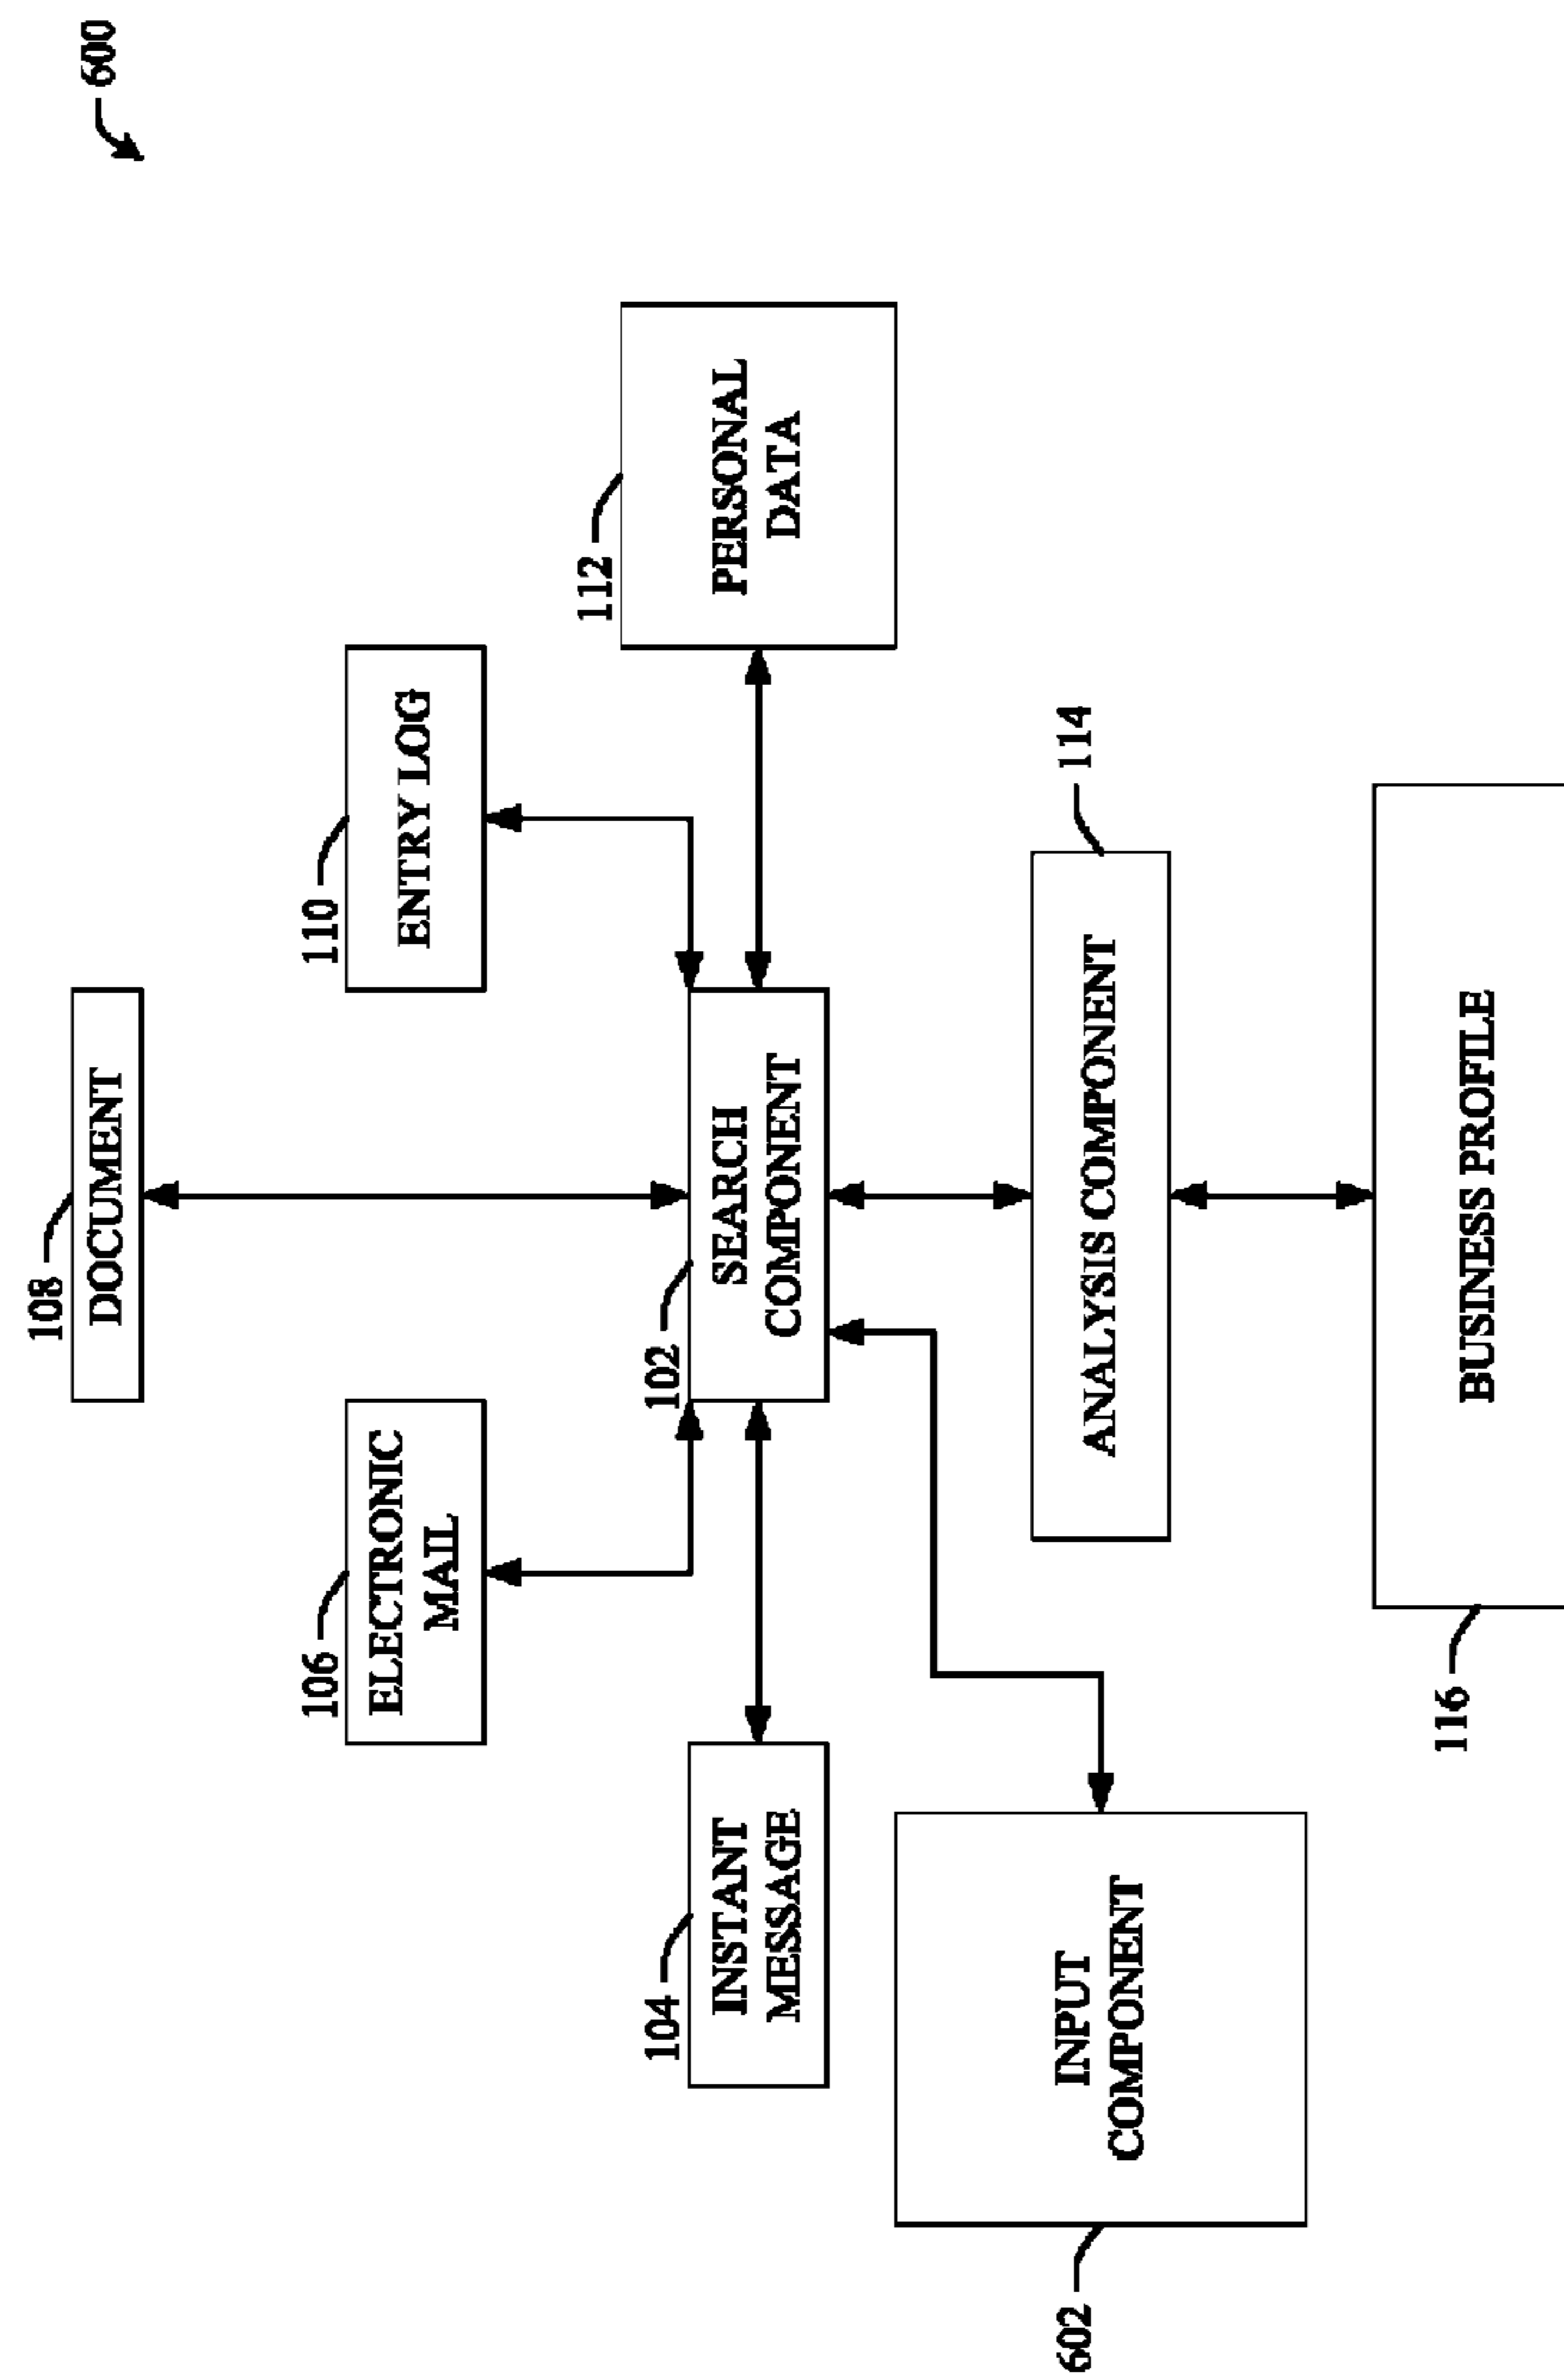 600
108
DOCUMENT
106
ELECTRONIC
MAIL
110
ENTRY LOG
104
INSTANT
MESSAGE
102
SEARCH
COMPONENT
112
PERSONAL
DATA
602
INPUT
COMPONENT
114
ANALYSIS COMPONENT
116
BUSINESS PROFILE